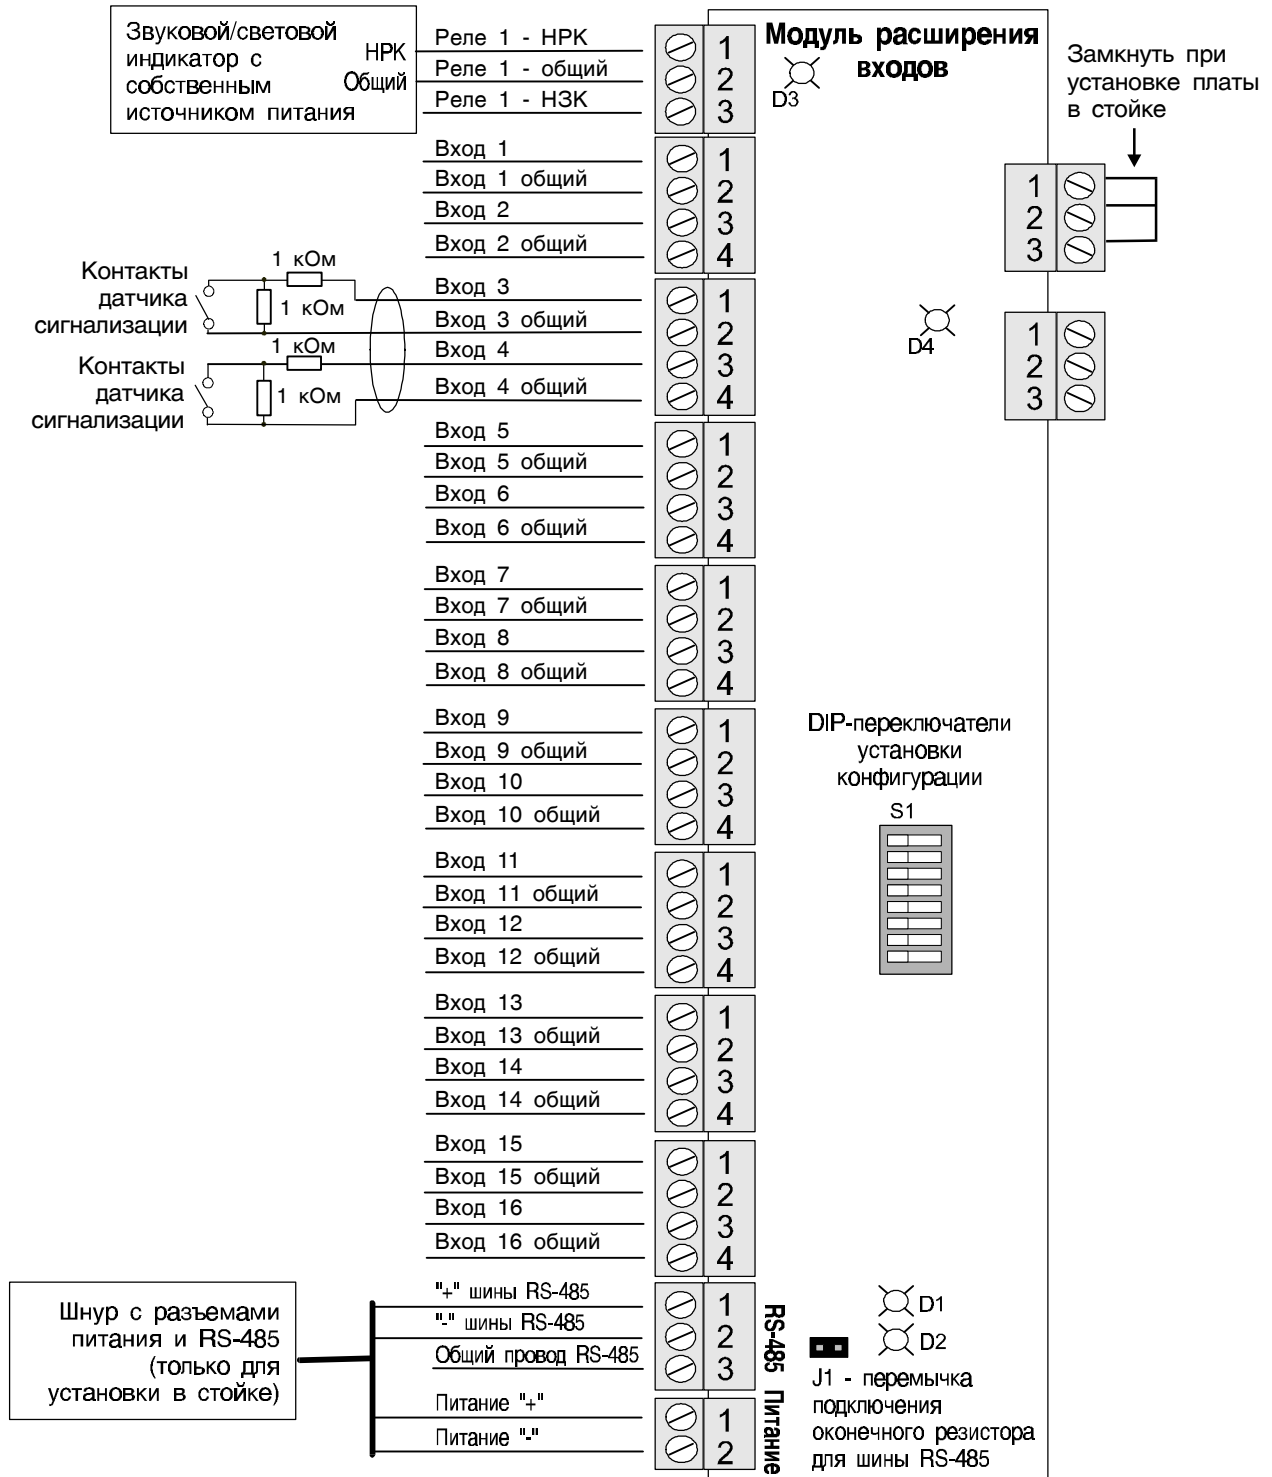 Звуковой/световой
индикатор с
собственным
источником питания
НРК
Общий
Реле 1 - НРК
Реле 1 - общий
Реле 1 - НЗК
1
2
3
Модуль расширения
входов
D3
Замкнуть при
установке платы
в стойке
Вход 1
Вход 1 общий
Вход 2
Вход 2 общий
1
2
3
4
1
2
3
Контакты
датчика
сигнализации
1 кОм
1 кОм
Контакты
датчика
сигнализации
1 кОм
1 кОм
Вход 3
Вход 3 общий
Вход 4
Вход 4 общий
1
2
3
4
D4
1
2
3
Вход 5
Вход 5 общий
Вход 6
Вход 6 общий
1
2
3
4
Вход 7
Вход 7 общий
Вход 8
Вход 8 общий
1
2
3
4
Вход 9
Вход 9 общий
Вход 10
Вход 10 общий
1
2
3
4
DIP-переключатели
установки
конфигурации
S1
Вход 11
Вход 11 общий
Вход 12
Вход 12 общий
1
2
3
4
Вход 13
Вход 13 общий
Вход 14
Вход 14 общий
1
2
3
4
Вход 15
Вход 15 общий
Вход 16
Вход 16 общий
1
2
3
4
Шнур с разъемами
питания и RS-485
(только для
установки в стойке)
"+" шины RS-485
"-" шины RS-485
Общий провод RS-485
1
2
3
RS-485
Питание "+"
Питание "-"
1
2
Питание
D1
D2
J1 - перемычка
подключения
оконечного резистора
для шины RS-485